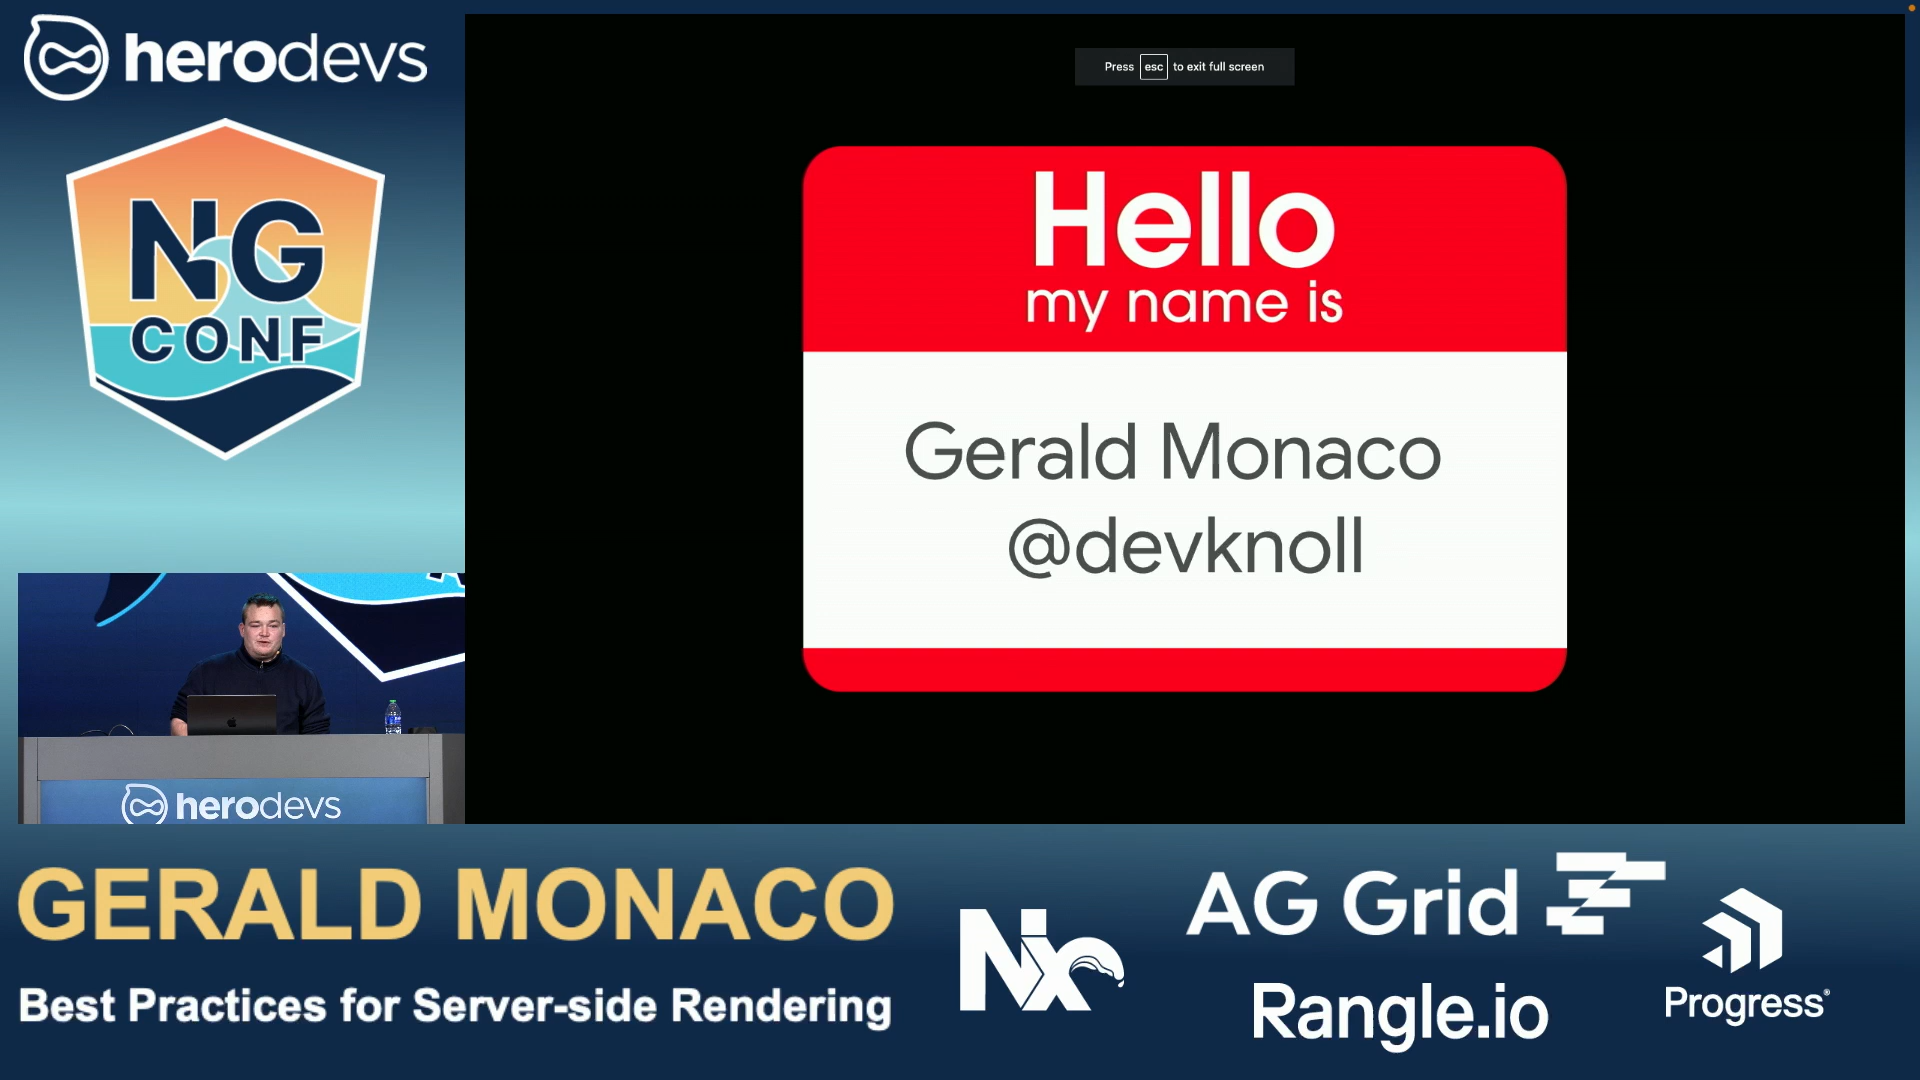 herodevs
NG
CONF
Press esc to exit full screen
Hello
my name is
Gerald Monaco
@devknoll
herodevs
GERALD MONACO
Best Practices for Server-side Rendering
Nx
AG Grid
Rangle.io
Progress®